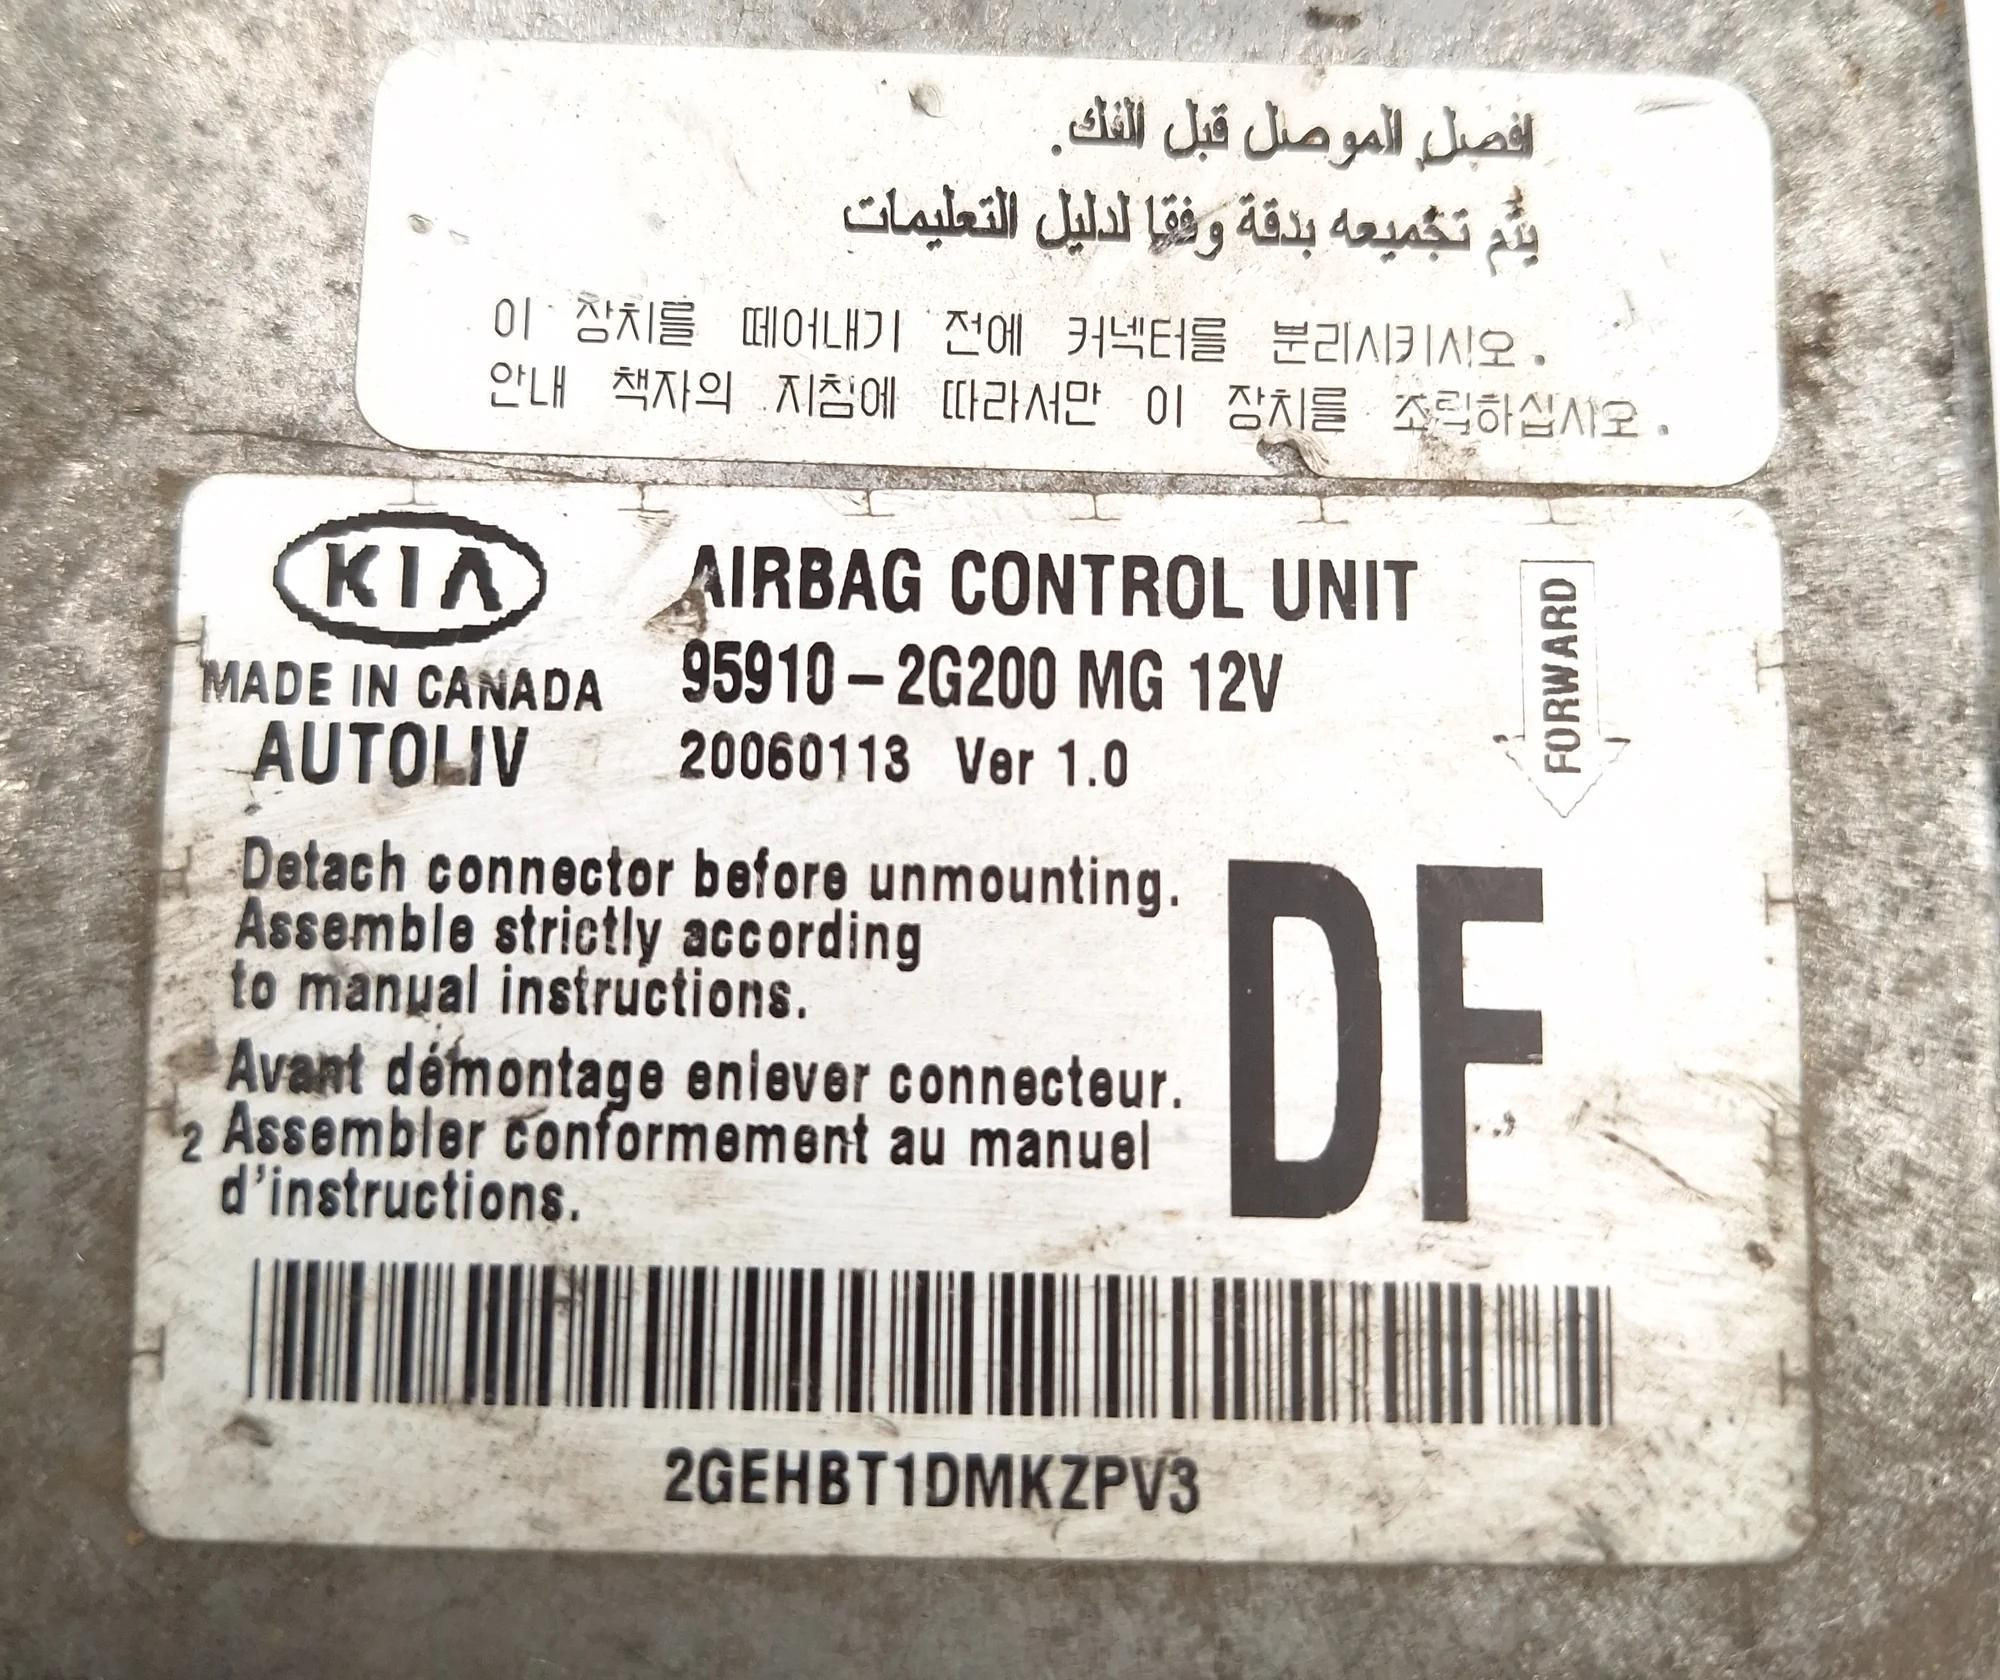 افصل الموصل قبل الفك.
يتم تجميعه بدقة وفقا لدليل التعليمات
이 장치를 떼어내기 전에 커넥터를 분리시키시오.
안내 책자의 지침에 따라서만 이 장치를 조립하십시오.
KIA
MADE IN CANADA
AUTOLIV
AIRBAG CONTROL UNIT
95910-2G200 MG 12V
20060113 Ver 1.0
FORWARD
Detach connector before unmounting.
Assemble strictly according
to manual instructions.
Avant démontage eniever connecteur.
2 Assembler conformement au manuel
d'instructions.
DF
2GEHBT1DMKZPV3